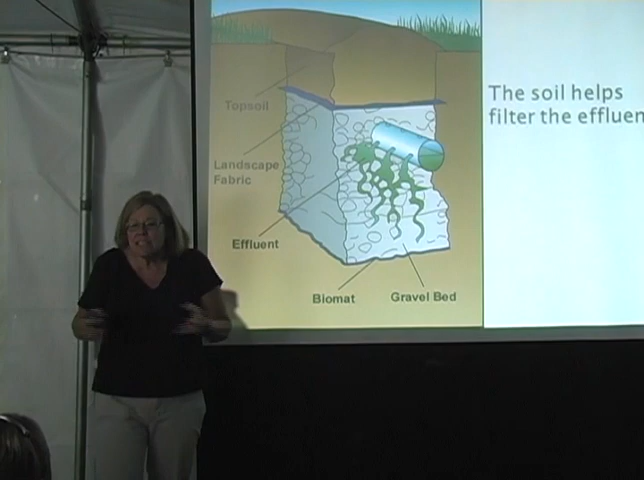 The soil helps
filter the effluen
Topsoil
Landscape
Fabric
Effluent
Biomat
Gravel Bed